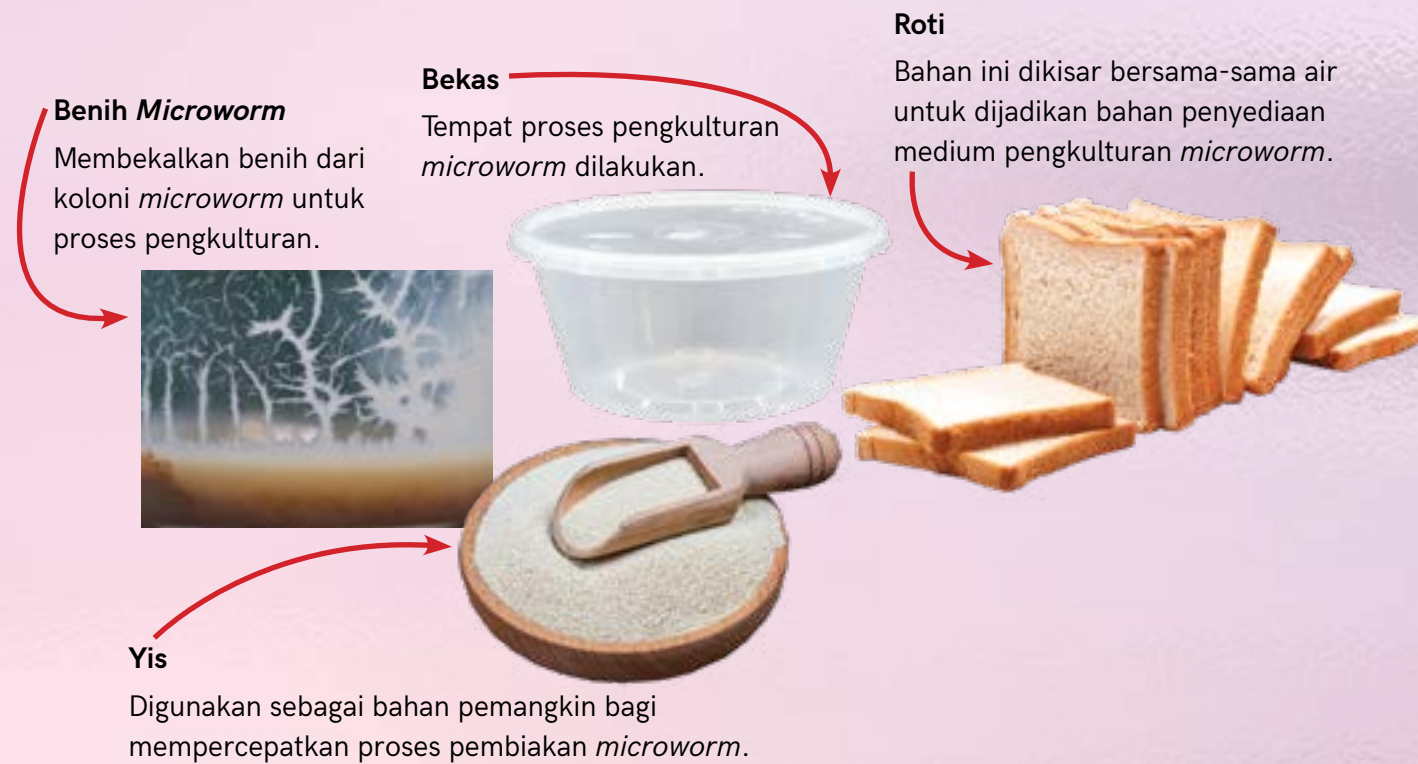 Benih Microworm
Membekalkan benih dari
koloni microworm untuk
proses pengkulturan.
Bekas
Tempat proses pengkulturan
microworm dilakukan.
Roti
Bahan ini dikisar bersama-sama air
untuk dijadikan bahan penyediaan
medium pengkulturan microworm.
Yis
Digunakan sebagai bahan pemangkin bagi
mempercepatkan proses pembiakan microworm.